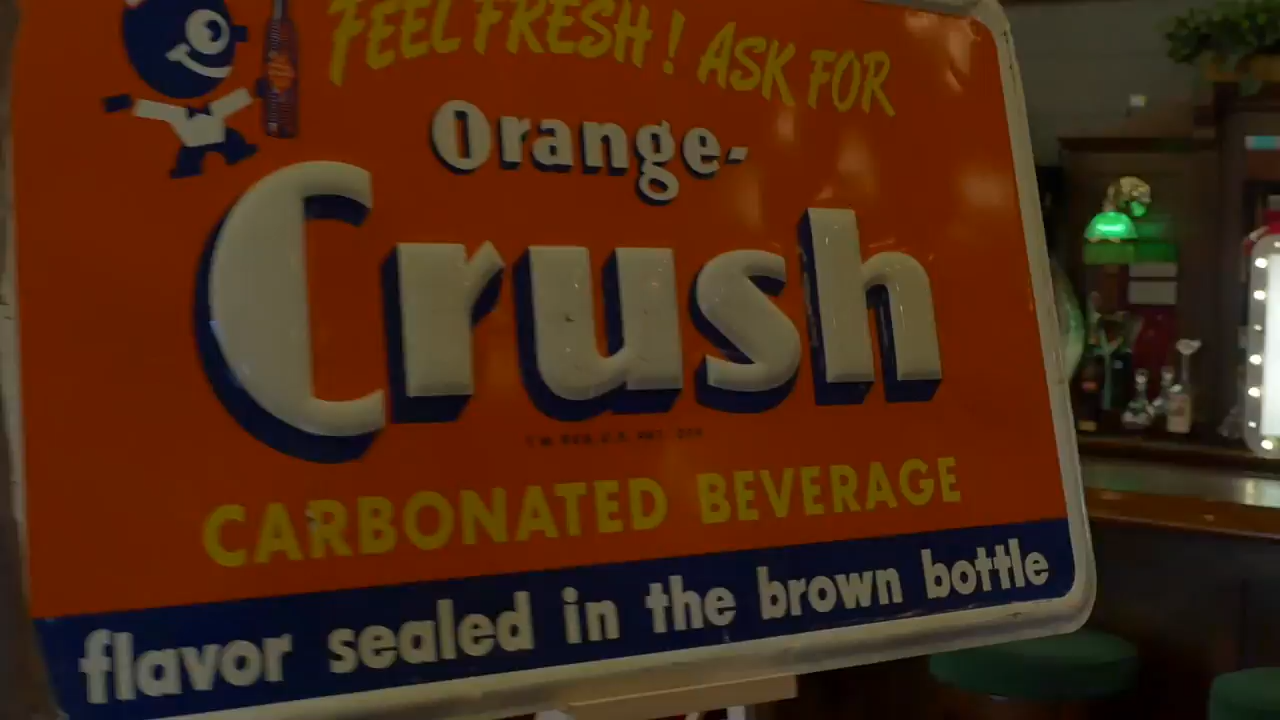 FEEL FRESH! ASK FOR
Orange-
Crush
CARBONATED BEVERAGE
flavor sealed in the brown bottle